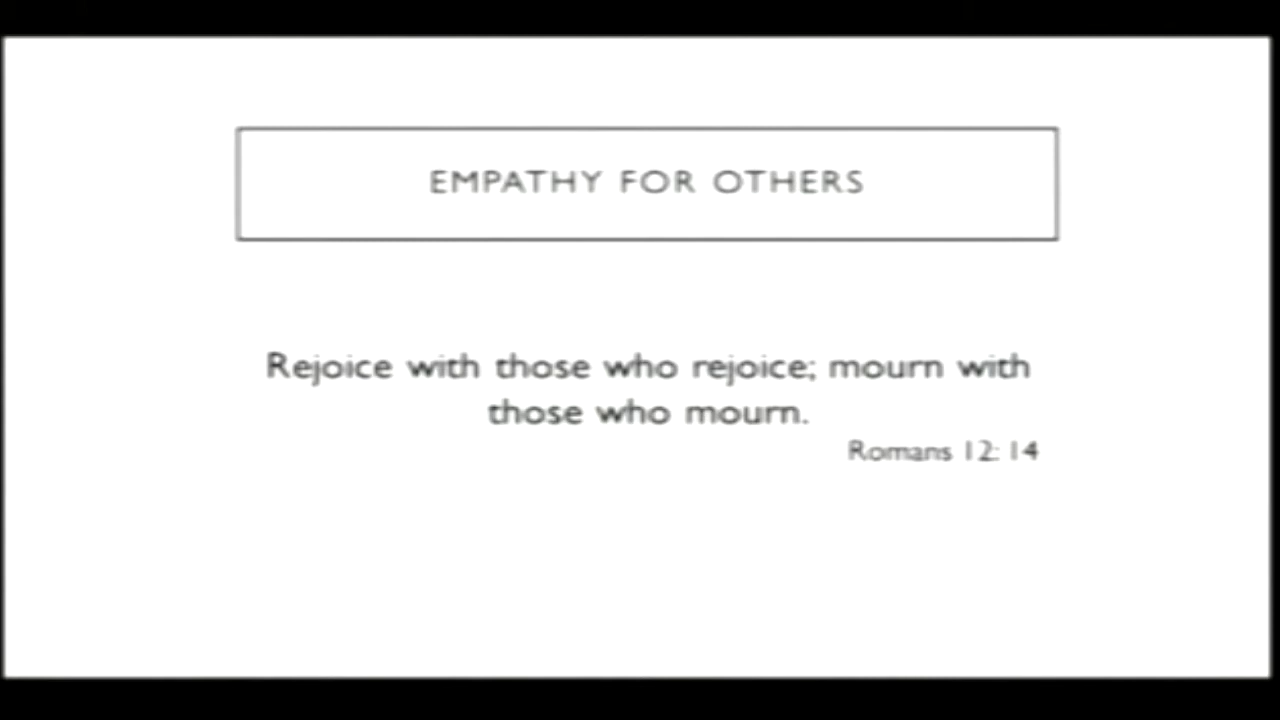 EMPATHY FOR OTHERS
Rejoice with those who rejoice; mourn with
those who mourn.
Romans 12: 14